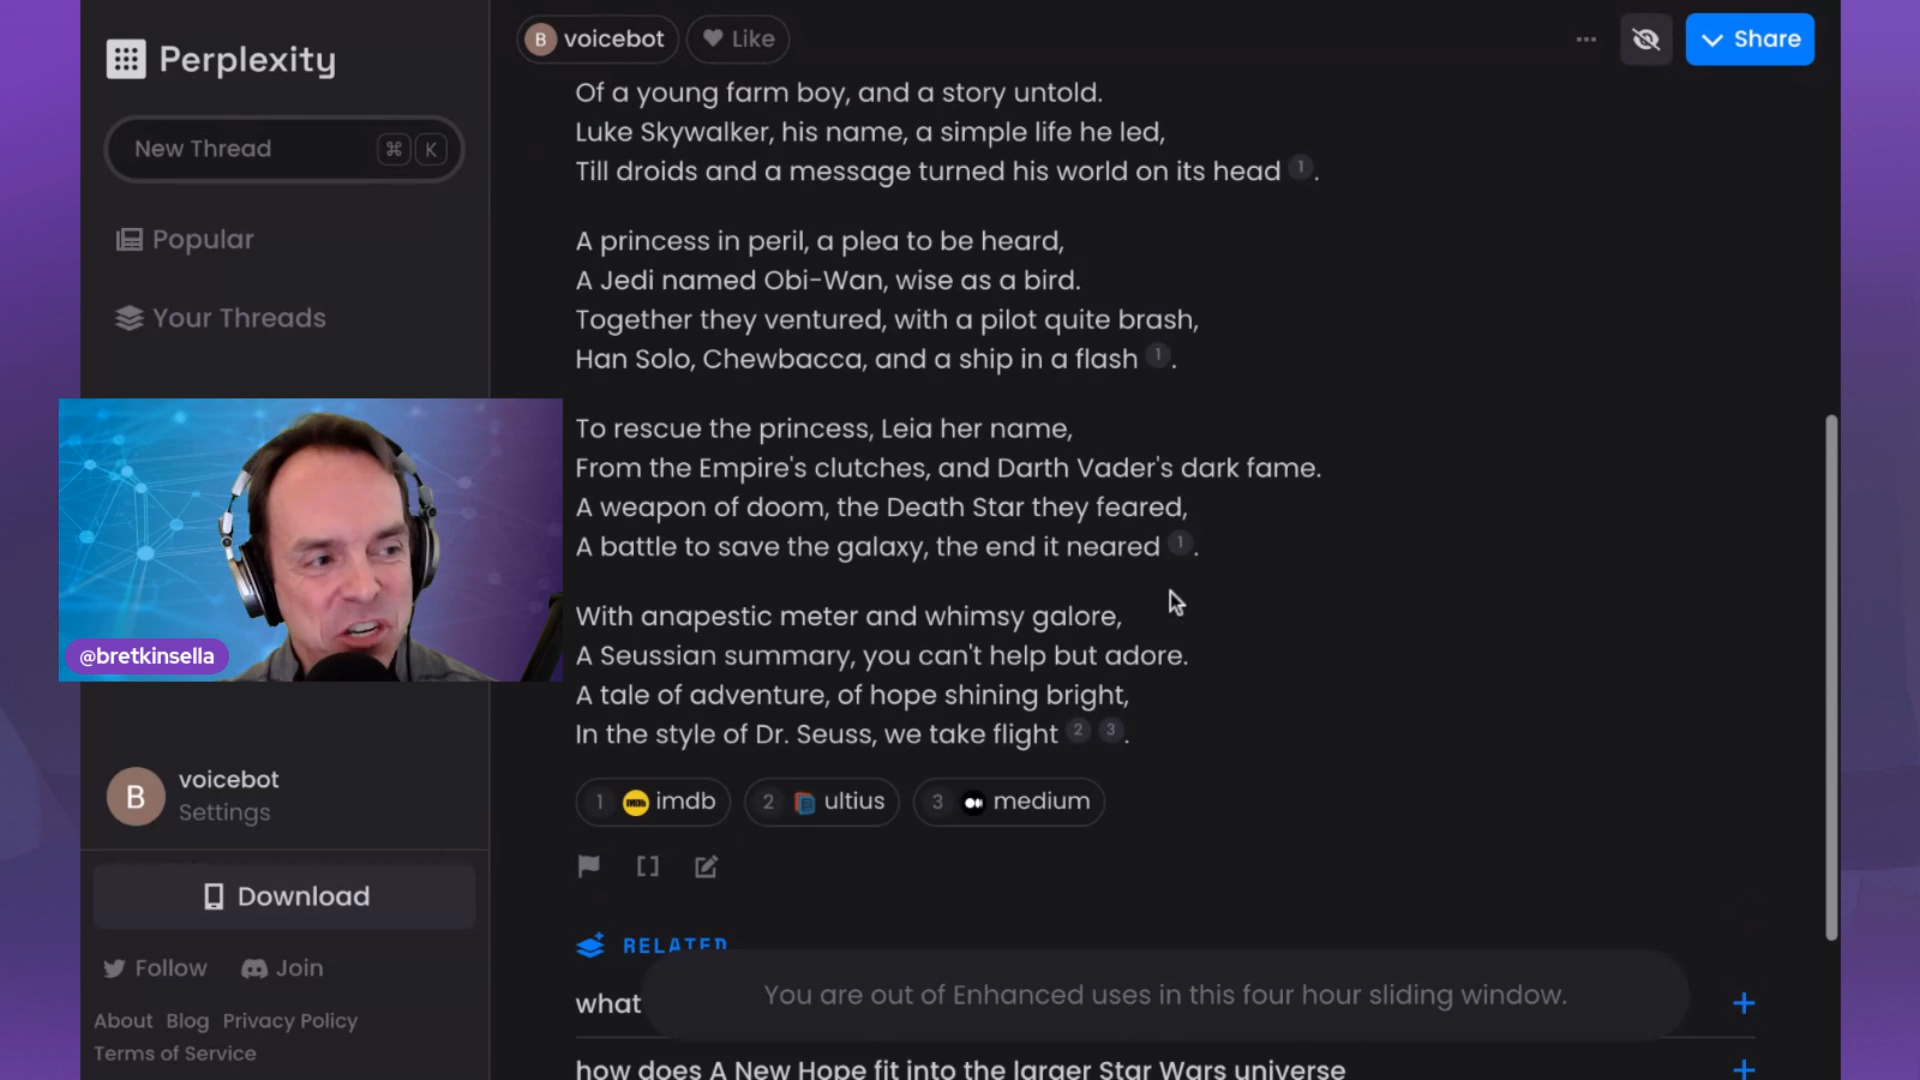 Perplexity
New Thread
⌘ K
Popular
Your Threads
B voicebot
Like
...
Share
Of a young farm boy, and a story untold.
Luke Skywalker, his name, a simple life he led,
Till droids and a message turned his world on its head 1.
A princess in peril, a plea to be heard,
A Jedi named Obi-Wan, wise as a bird.
Together they ventured, with a pilot quite brash,
Han Solo, Chewbacca, and a ship in a flash 1.
To rescue the princess, Leia her name,
From the Empire's clutches, and Darth Vader's dark fame.
A weapon of doom, the Death Star they feared,
A battle to save the galaxy, the end it neared 1.
With anapestic meter and whimsy galore,
A Seussian summary, you can't help but adore.
A tale of adventure, of hope shining bright,
In the style of Dr. Seuss, we take flight 2 3.
1 IMDb imdb
2 ultius
3 medium
RELATED
what
You are out of Enhanced uses in this four hour sliding window.
how does A New Hope fit into the larger Star Wars universe
@bretkinsella
B
voicebot
Settings
Download
Follow
Join
About Blog Privacy Policy
Terms of Service